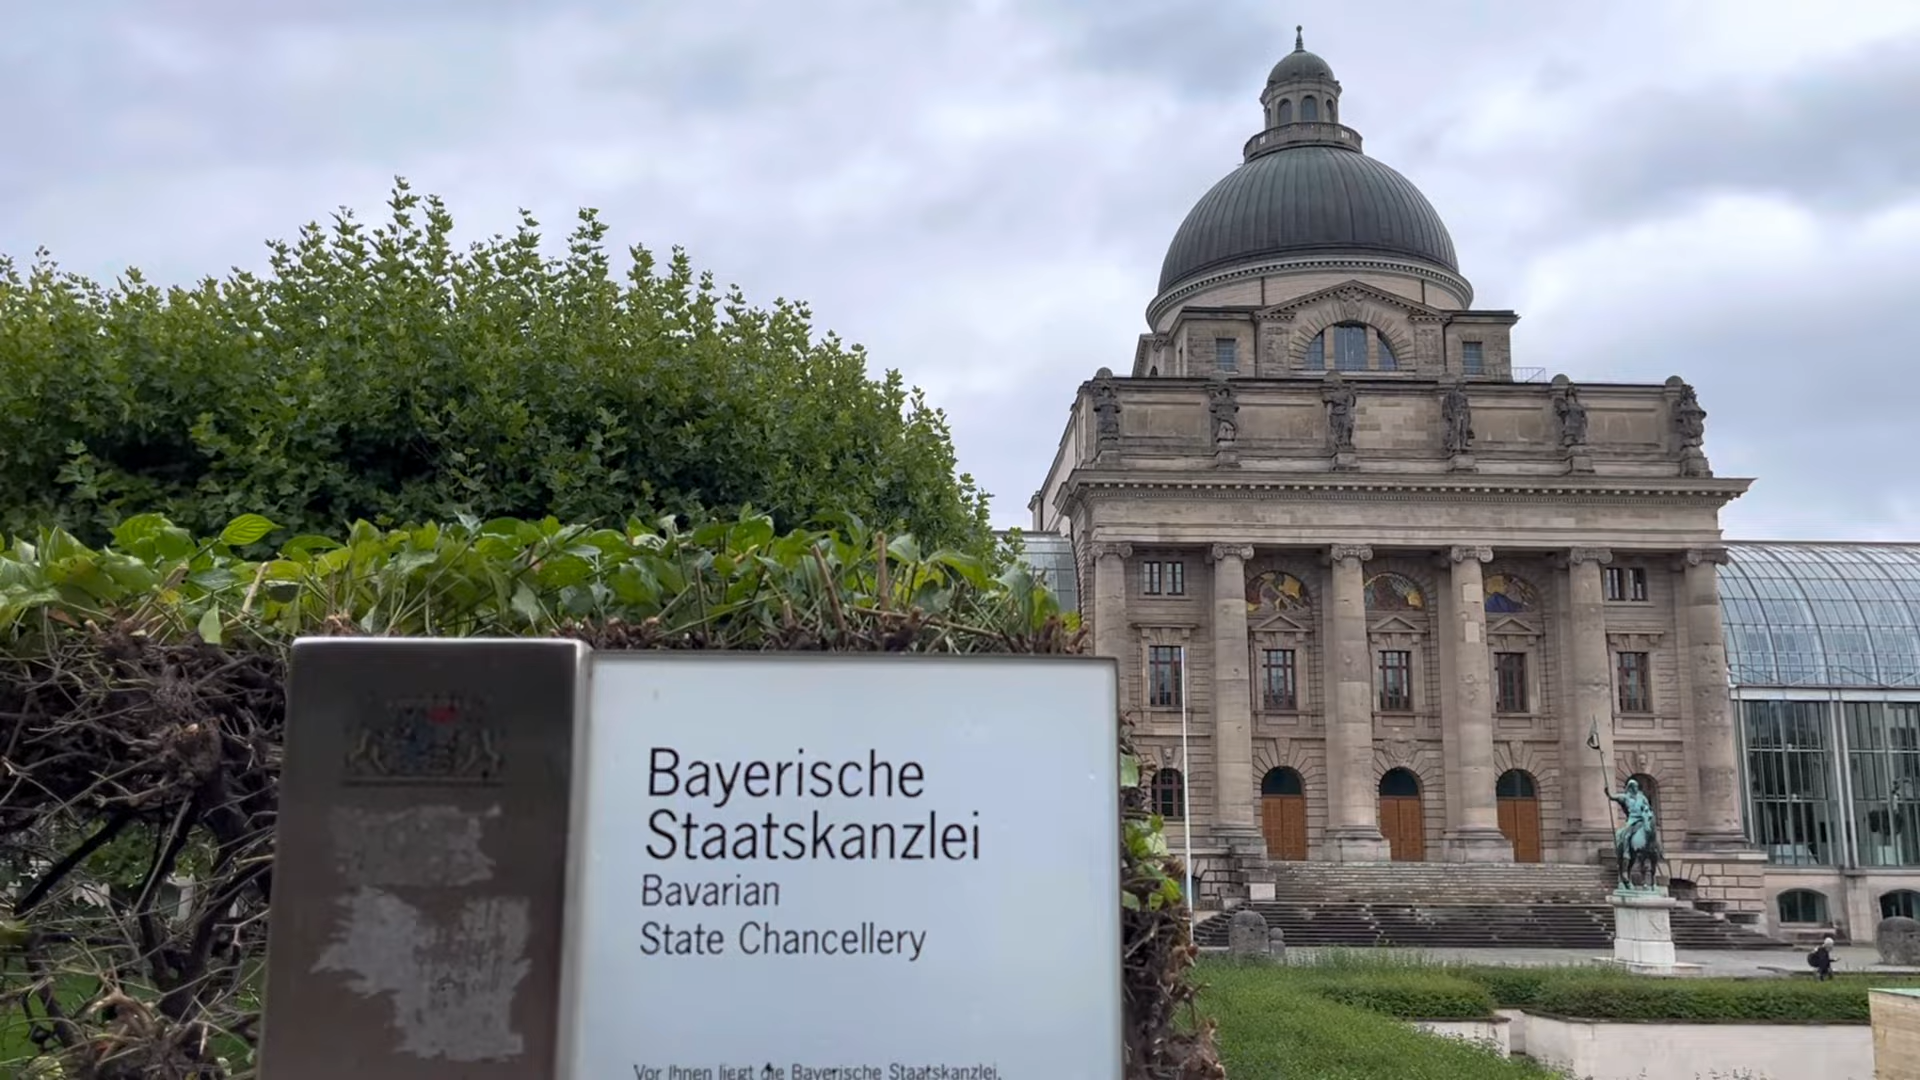 Bayerische
Staatskanzlei
Bavarian
State Chancellery
Vor Ihnen liegt die Bayerische Staatskanzlei,